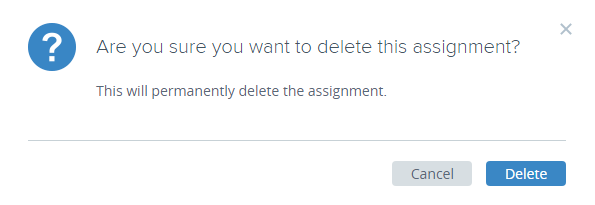 Are you sure you want to delete this assignment?
This will permanently delete the assignment.
Cancel
Delete